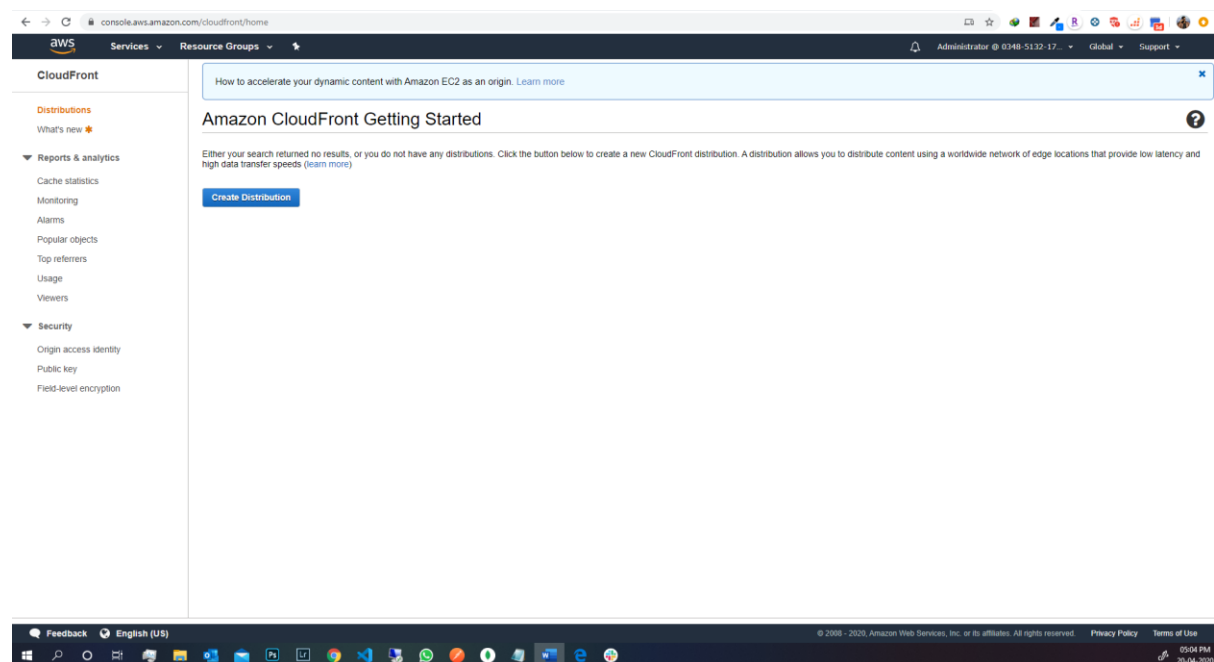 console.aws.amazon.com/cloudfront/home
aws Services Resource Groups Administrator @ 0348-5132-17... Global Support
CloudFront
Distributions
What's new
Reports & analytics
Cache statistics
Monitoring
Alarms
Popular objects
Top referrers
Usage
Viewers
Security
Origin access identity
Public key
Field-level encryption
How to accelerate your dynamic content with Amazon EC2 as an origin. Learn more
Amazon CloudFront Getting Started
Either your search returned no results, or you do not have any distributions. Click the button below to create a new CloudFront distribution. A distribution allows you to distribute content using a worldwide network of edge locations that provide low latency and
high data transfer speeds (learn more)
Create Distribution
Feedback English (US) © 2008 - 2020, Amazon Web Services, Inc. or its affiliates. All rights reserved. Privacy Policy Terms of Use
Ps Lr
05:04 PM
20-04-2020